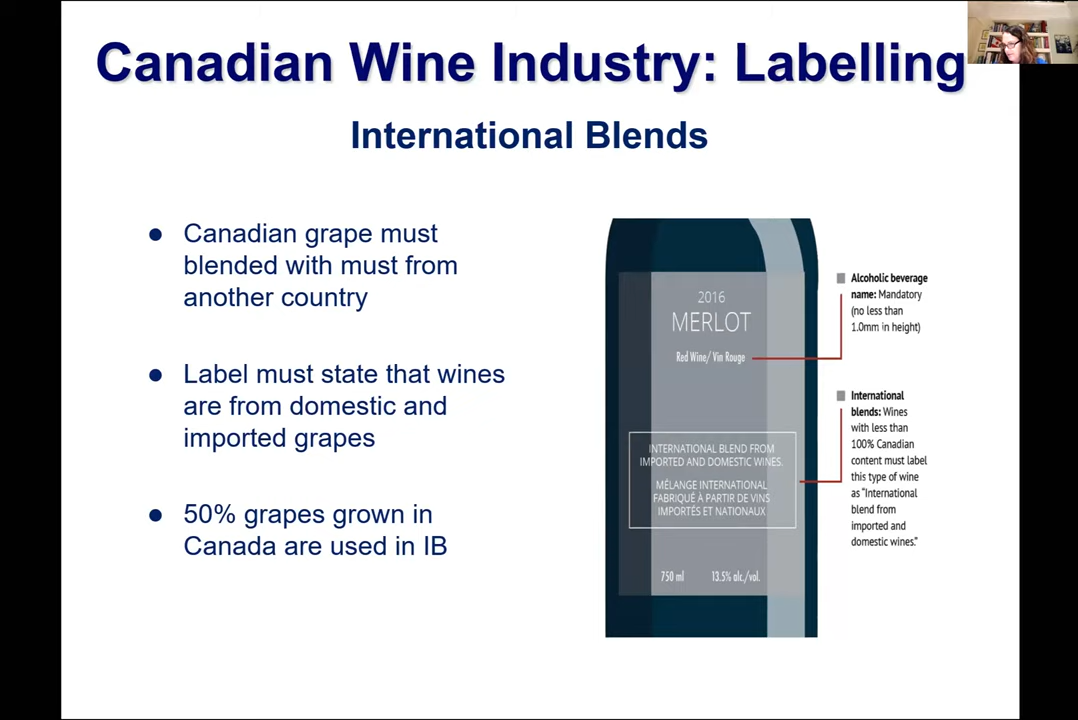 Canadian Wine Industry: Labelling
International Blends
● Canadian grape must
blended with must from
another country
● Label must state that wines
are from domestic and
imported grapes
● 50% grapes grown in
Canada are used in IB
2016
MERLOT
Red Wine/ Vin Rouge
INTERNATIONAL BLEND FROM
IMPORTED AND DOMESTIC WINES.
MÉLANGE INTERNATIONAL
FABRIQUÉ À PARTIR DE VINS
IMPORTÉS ET NATIONAUX
750 ml 13.5% alc./vol.
Alcoholic beverage
name: Mandatory
(no less than
1.0mm in height)
International
blends: Wines
with less than
100% Canadian
content must label
this type of wine
as “International
blend from
imported and
domestic wines.”